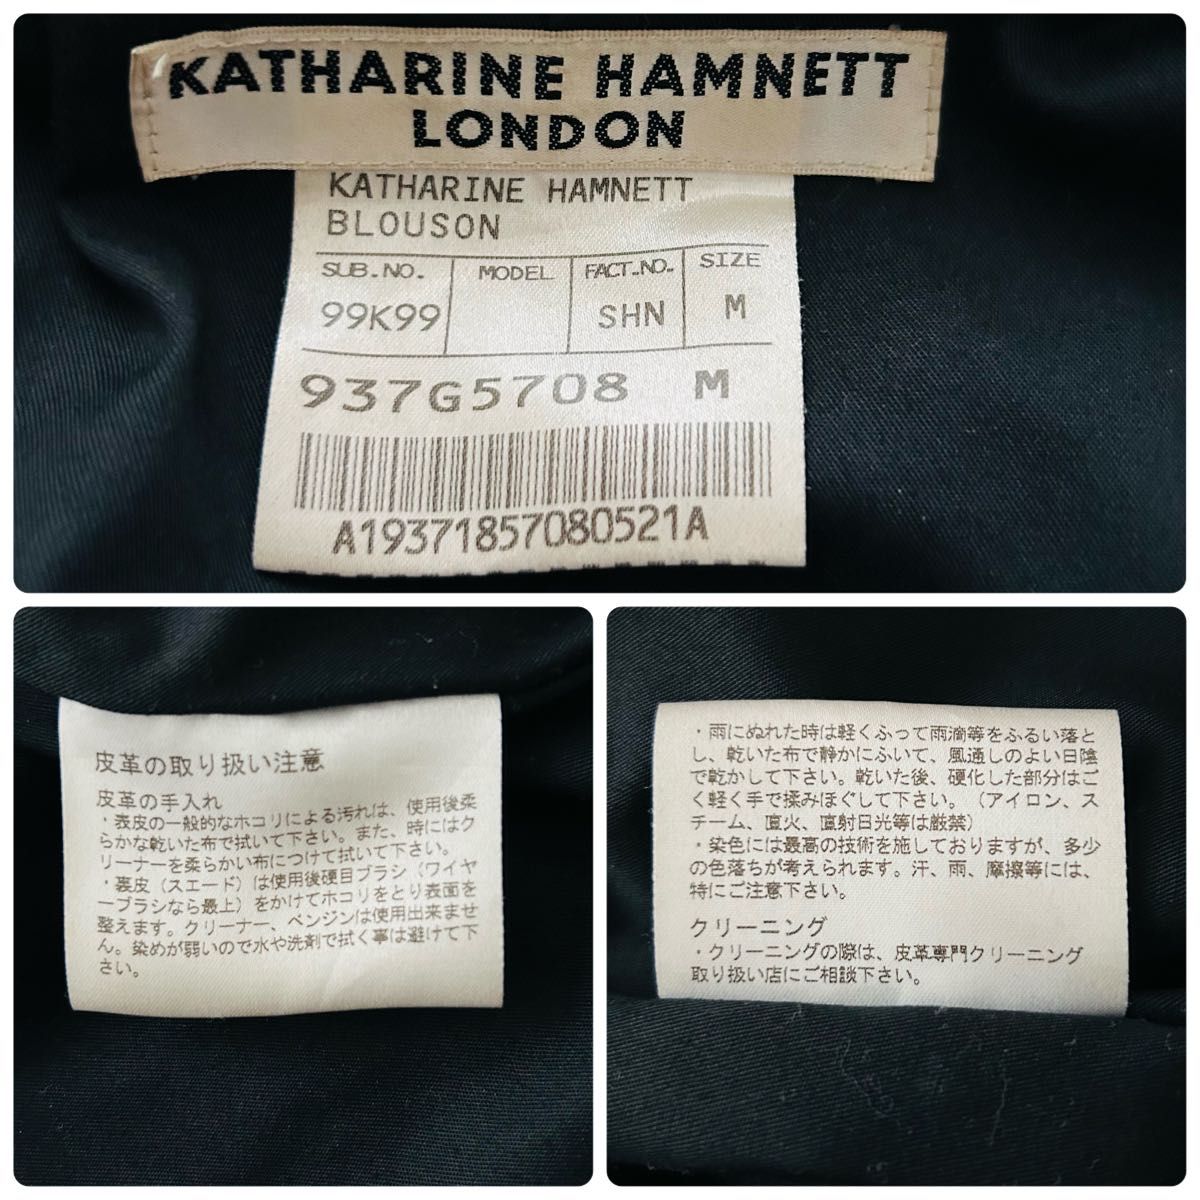 KATHARINE HAMNETT
LONDON
KATHARINE HAMNETT
BLOUSON
SUB.NO. MODEL FACT.NO. SIZE
99K99 SHN M
937G5708 M
A19371857080521A
皮革の取り扱い注意
皮革の手入れ
・表皮の一般的なホコリによる汚れは、使用後柔
らかな乾いた布で拭いて下さい。また、時にはク
リーナーを柔らかい布につけて拭いて下さい。
・裏皮（スエード）は使用後硬目ブラシ（ワイヤ
ーブラシなら最上）をかけてホコリをとり表面を
整えます。クリーナー、ベンジンは使用出来ませ
ん。染めが弱いので水や洗剤で拭く事は避けて下
さい。
・雨にぬれた時は軽くふって雨滴等をふるい落と
し、乾いた布で静かにふいて、風通しのよい日陰
で乾かして下さい。乾いた後、硬化した部分はご
く軽く手で揉みほぐして下さい。（アイロン、ス
チーム、直火、直射日光等は厳禁）
・染色には最高の技術を施しておりますが、多少
の色落ちが考えられます。汗、雨、摩擦等には、
特にご注意下さい。
クリーニング
・クリーニングの際は、皮革専門クリーニング
取り扱い店にご相談下さい。